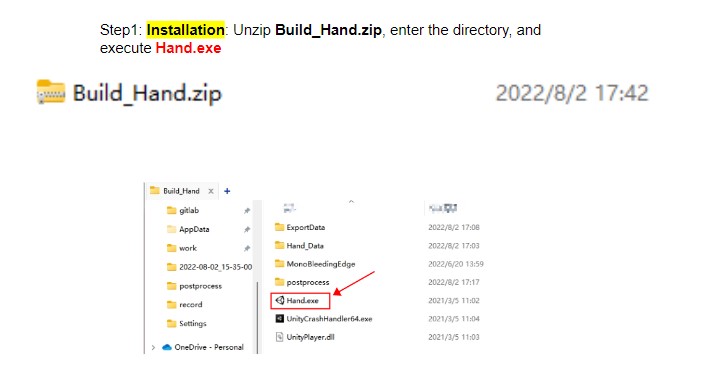 Step1: Installation: Unzip Build_Hand.zip, enter the directory, and
execute Hand.exe
Build_Hand.zip 2022/8/2 17:42
Build_Hand X +
gitlab
AppData
work
2022-08-02_15-35-00
postprocess
record
Settings
OneDrive - Personal
ExportData 2022/8/2 17:08
Hand_Data 2022/8/2 17:03
MonoBleedingEdge 2022/6/20 13:59
postprocess 2022/8/2 17:17
Hand.exe 2021/3/5 11:02
UnityCrashHandler64.exe 2021/3/5 11:04
UnityPlayer.dll 2021/3/5 11:03